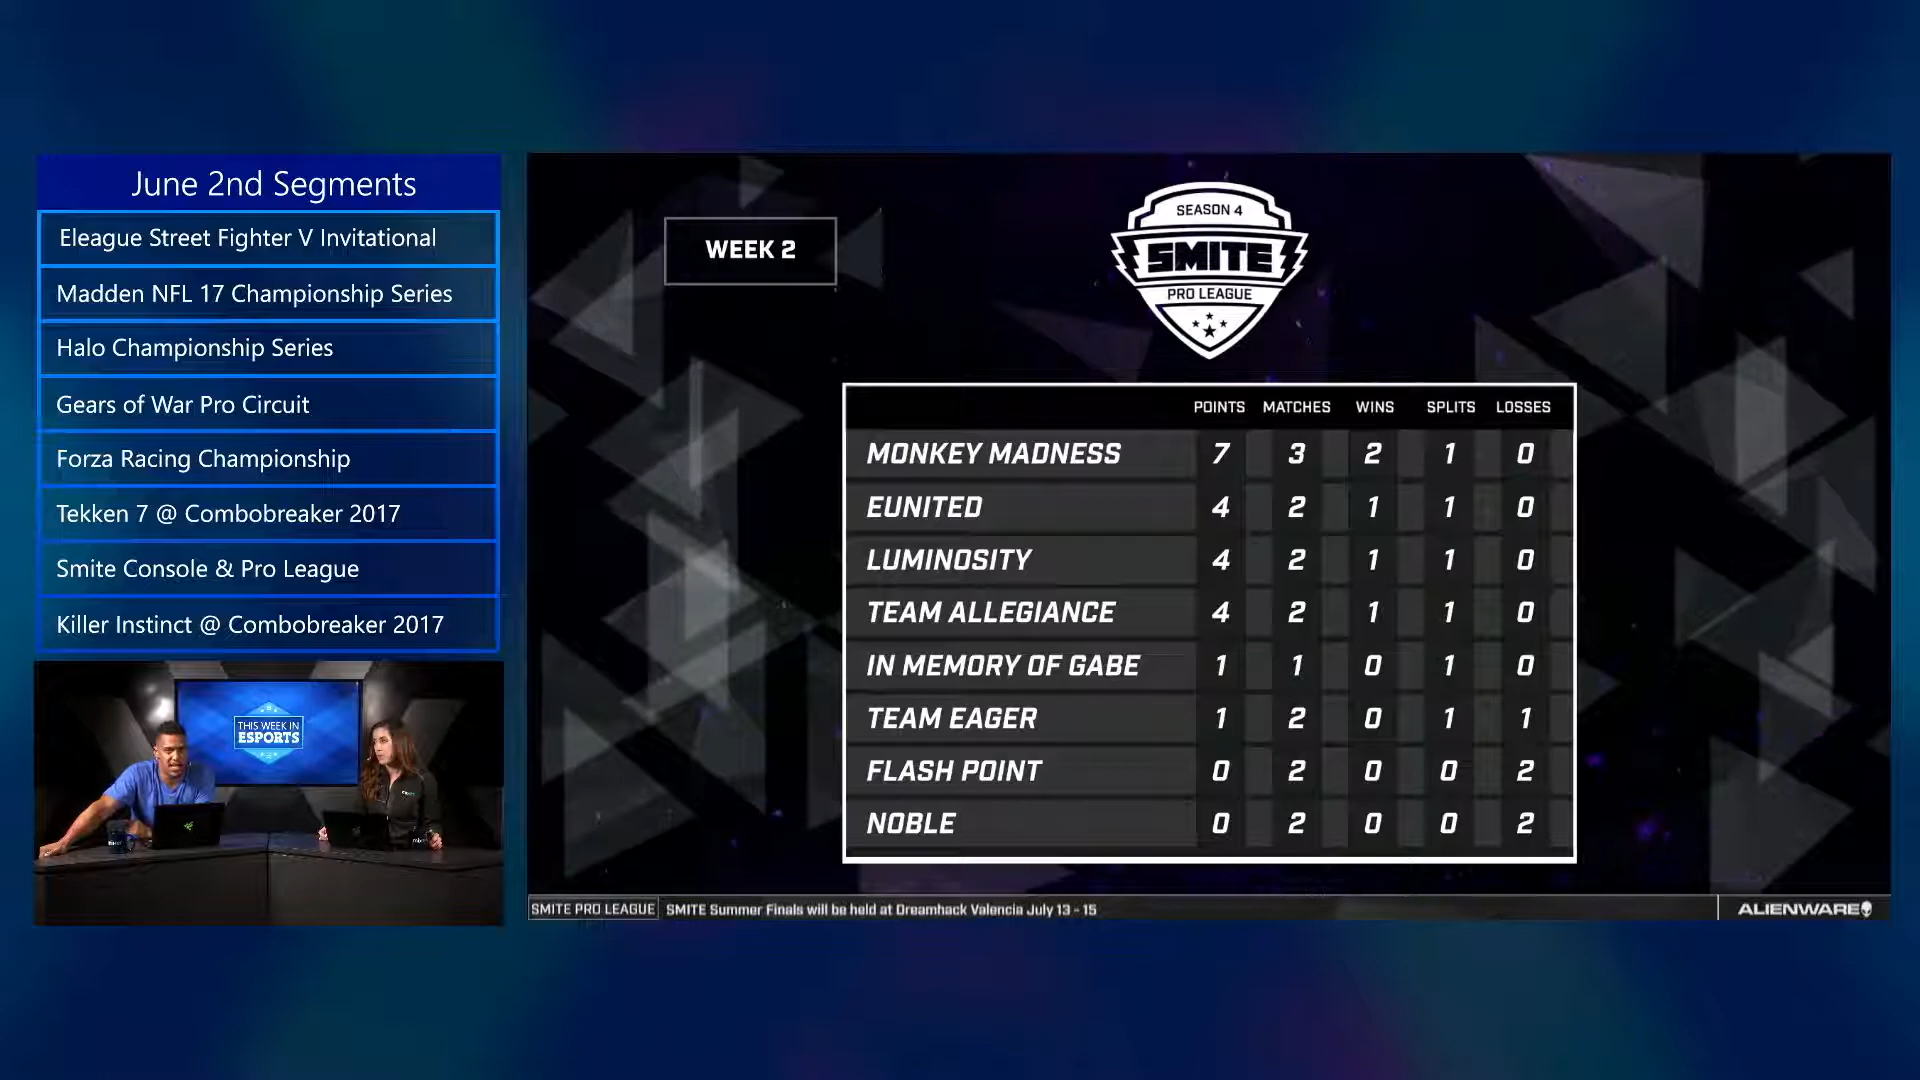 June 2nd Segments
Eleague Street Fighter V Invitational
Madden NFL 17 Championship Series
Halo Championship Series
Gears of War Pro Circuit
Forza Racing Championship
Tekken 7 @ Combobreaker 2017
Smite Console & Pro League
Killer Instinct @ Combobreaker 2017
THIS WEEK IN
ESPORTS
WEEK 2
SEASON 4
SMITE
PRO LEAGUE
POINTS MATCHES WINS SPLITS LOSSES
MONKEY MADNESS 7 3 2 1 0
EUNITED 4 2 1 1 0
LUMINOSITY 4 2 1 1 0
TEAM ALLEGIANCE 4 2 1 1 0
IN MEMORY OF GABE 1 1 0 1 0
TEAM EAGER 1 2 0 1 1
FLASH POINT 0 2 0 0 2
NOBLE 0 2 0 0 2
SMITE PRO LEAGUE SMITE Summer Finals will be held at Dreamhack Valencia July 13 - 15 ALIENWARE